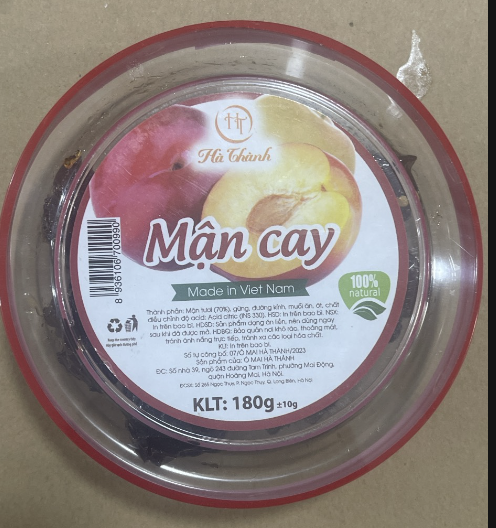 HT
Hà Thành
Mận cay
Made in Viet Nam
100%
natural
8 936106 700990
Thành phần: Mận tươi (70%), gừng, đường kính, muối ăn, ớt, chất
điều chỉnh độ acid: Acid citric (INS 330). HSD: In trên bao bì. NSX:
In trên bao bì. HDSD: Sản phẩm dạng ăn liền, nên dùng ngay
sau khi đã được mở. HDBQ: Bảo quản nơi khô ráo, thoáng mát,
tránh ánh nắng trực tiếp, tránh xa các loại hóa chất.
KLT: In trên bao bì.
Số tự công bố: 07/Ô MAI HÀ THÀNH/2023
Sản phẩm của: Ô MAI HÀ THÀNH
ĐC: Số nhà 39, ngõ 243 đường Tam Trinh, phường Mai Động,
quận Hoàng Mai, Hà Nội.
KLT: 180g ±10g